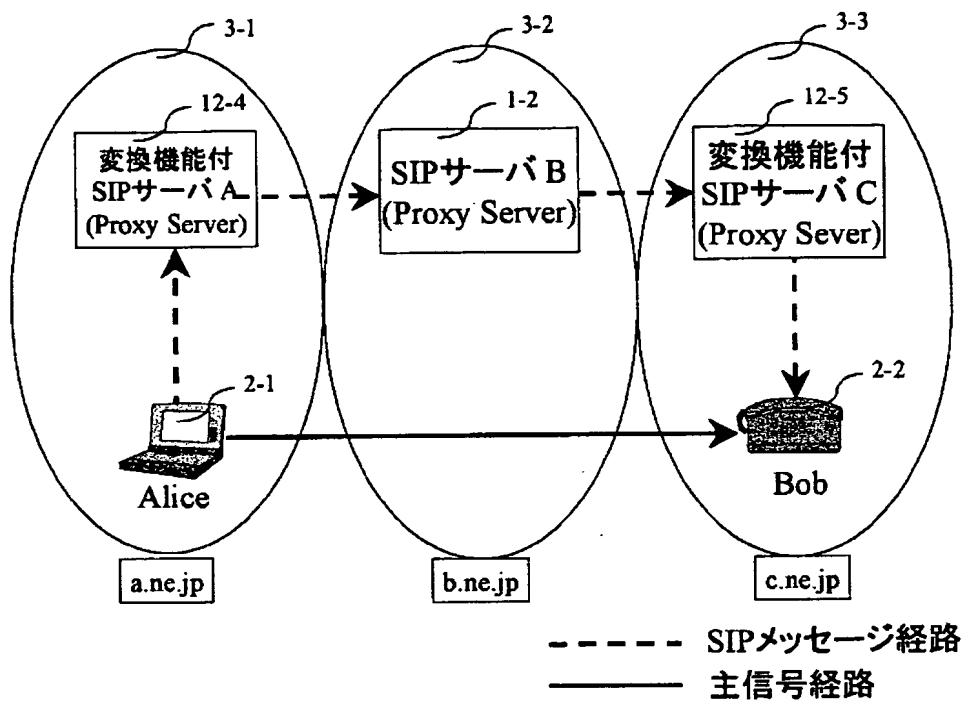 3-1
3-2
3-3
12-4
1-2
12-5
変換機能付
SIPサーバ A
(Proxy Server)
SIPサーバ B
(Proxy Server)
変換機能付
SIPサーバ C
(Proxy Sever)
2-1
2-2
Alice
Bob
a.ne.jp
b.ne.jp
c.ne.jp
SIPメッセージ経路
主信号経路